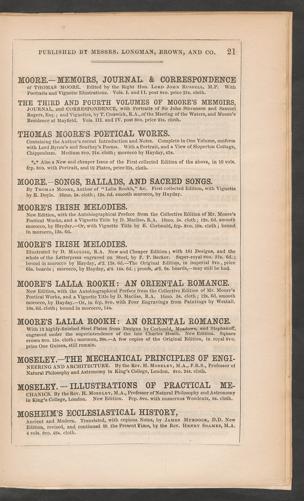 PUBLISHED BY MESSRS. LONGMAN, BROWN, AND CO. 21
MOORE.—MEMOIRS, JOURNAL & CORRESPONDENCE
of THOMAS MOORE. Edited by the Right Hon. LORD JOHN RUSSELL, M.P. With
Portraits and Vignette Illustrations. Vols. I. and II. post 8vo. price 21s. cloth.
THE THIRD AND FOURTH VOLUMES OF MOORE'S MEMOIRS,
JOURNAL, and CORRESPONDENCE, with Portraits of Sir John Stevenson and Samuel
Rogers, Esq.; and Vignettes, by T. Creswick, R.A., of the Meeting of the Waters, and Moore's
Residence at Mayfield. Vols. III. and IV. post 8vo. price 21s. cloth.
THOMAS MOORE'S POETICAL WORKS.
Containing the Author's recent Introduction and Notes. Complete in One Volume, uniform
with Lord Byron's and Southey's Poems. With a Portrait, and a View of Sloperton Cottage,
Chippenham. Medium 8vo. 21s. cloth; morocco, by Hayday, 42s.
*** Also a New and cheaper Issue of the First collected Edition of the above, in 10 vols.
fcp. 8vo. with Portrait, and 19 Plates, price 35s. cloth.
MOORE.—SONGS, BALLADS, AND SACRED SONGS.
By THOMAS MOORE, Author of "Lalla Rookh," &c. First collected Edition, with Vignette
by R. Doyle. 16mo. 5s. cloth; 12s. 6d. smooth morocco, by Hayday.
MOORE'S IRISH MELODIES.
New Edition, with the Autobiographical Preface from the Collective Edition of Mr. Moore's
Poetical Works, and a Vignette Title by D. Maclise, R.A. 16mo. 5s. cloth; 12s. 6d. smooth
morocco, by Hayday.—Or, with Vignette Title by E. Corbould, fcp. 8vo. 10s. cloth; bound
in morocco, 13s. 6d.
MOORE'S IRISH MELODIES.
Illustrated by D. MACLISE, R.A. New and Cheaper Edition; with 161 Designs, and the
whole of the Letterpress engraved on Steel, by F. P. Becker. Super-royal 8vo. 31s. 6d.;
bound in morocco by Hayday, £2. 12s. 6d.—The Original Edition, in imperial 8vo., price
63s. boards; morocco, by Hayday, £4. 14s. 6d.; proofs, £6. 6s. boards,—may still be had.
MOORE'S LALLA ROOKH: AN ORIENTAL ROMANCE.
New Edition, with the Autobiographical Preface from the Collective Edition of Mr. Moore's
Poetical Works, and a Vignette Title by D. Maclise, R.A. 16mo. 5s. cloth; 12s. 6d. smooth
morocco, by Hayday.—Or, in fcp. 8vo. with Four Engravings from Paintings by Westall,
10s. 6d. cloth; bound in morocco, 14s.
MOORE'S LALLA ROOKH: AN ORIENTAL ROMANCE.
With 13 highly-finished Steel Plates from Designs by Corbould, Meadows, and Stephanoff,
engraved under the superintendence of the late Charles Heath. New Edition. Square
crown 8vo. 15s. cloth; morocco, 28s.—A few copies of the Original Edition, in royal 8vo.
price One Guinea, still remain.
MOSELEY.—THE MECHANICAL PRINCIPLES OF ENGI-
NEERING AND ARCHITECTURE. By the Rev. H. MOSELEY, M.A., F.R.S., Professor of
Natural Philosophy and Astronomy in King's College, London. 8vo. 24s. cloth.
MOSELEY. — ILLUSTRATIONS OF PRACTICAL ME-
CHANICS. By the Rev. H. MOSELEY, M.A., Professor of Natural Philosophy and Astronomy
in King's College, London. New Edition. Fcp. 8vo. with numerous Woodcuts, 8s. cloth.
MOSHEIM'S ECCLESIASTICAL HISTORY,
Ancient and Modern. Translated, with copious Notes, by JAMES MURDOCK, D.D. New
Edition, revised, and continued to the Present Time, by the Rev. HENRY SOAMES, M.A.
4 vols. 8vo. 48s. cloth.